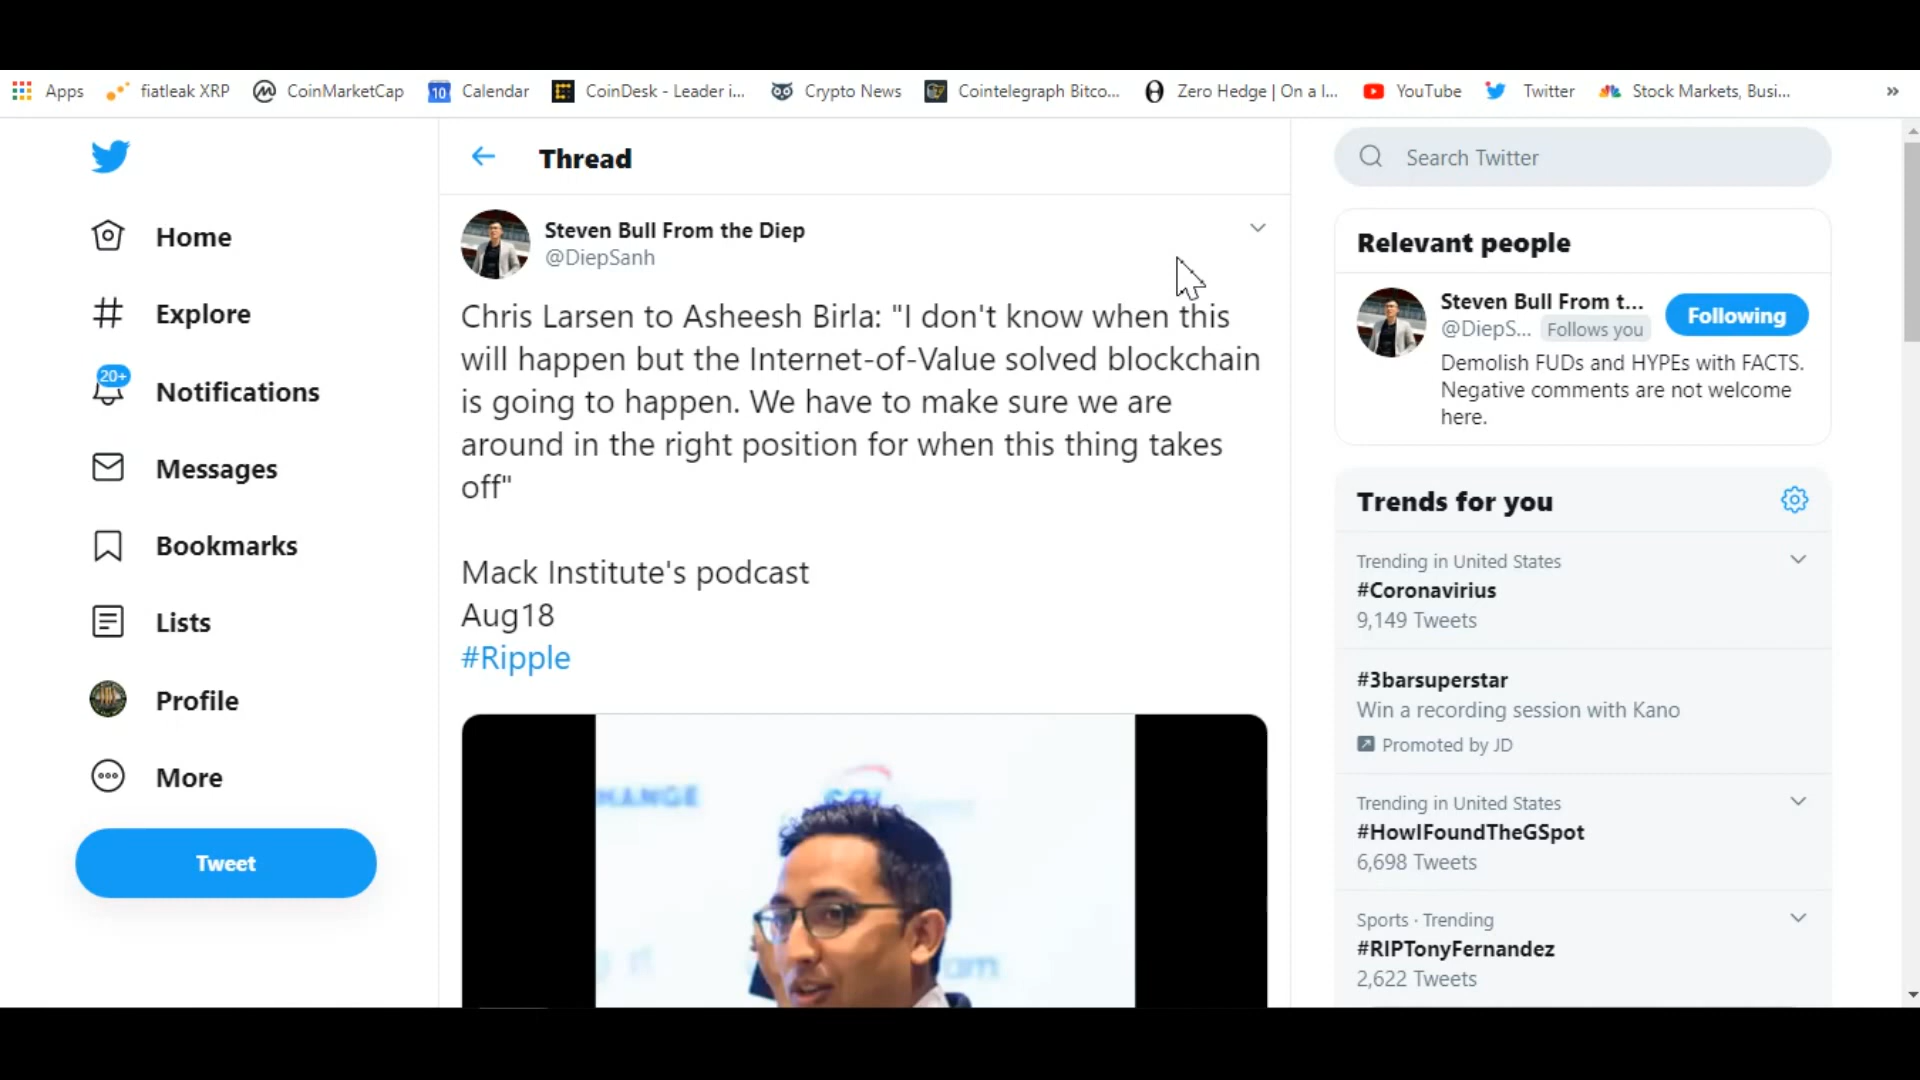 Apps
fiatleak XRP
CoinMarketCap
10
Calendar
CoinDesk - Leader i...
Crypto News
Cointelegraph Bitco...
Zero Hedge | On a l...
YouTube
Twitter
Stock Markets, Busi...
»
Home
Explore
20+
Notifications
Messages
Bookmarks
Lists
Profile
More
Tweet
Thread
Steven Bull From the Diep
@DiepSanh
Chris Larsen to Asheesh Birla: "I don't know when this
will happen but the Internet-of-Value solved blockchain
is going to happen. We have to make sure we are
around in the right position for when this thing takes
off"
Mack Institute's podcast
Aug18
#Ripple
Search Twitter
Relevant people
Steven Bull From t...
@DiepS... Follows you
Following
Demolish FUDs and HYPEs with FACTS.
Negative comments are not welcome
here.
Trends for you
Trending in United States
#Coronavirius
9,149 Tweets
#3barsuperstar
Win a recording session with Kano
Promoted by JD
Trending in United States
#HowIFoundTheGSpot
6,698 Tweets
Sports · Trending
#RIPTonyFernandez
2,622 Tweets